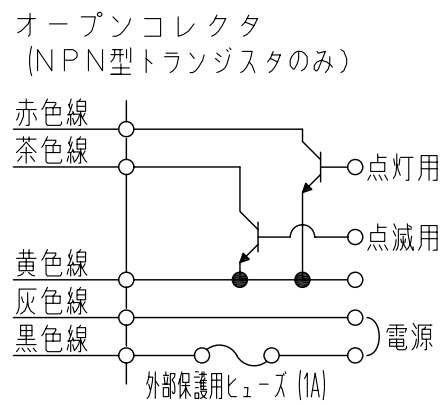 オープンコレクタ
(NPN型トランジスタのみ)
赤色線
茶色線
点灯用
点滅用
黄色線
灰色線
電源
黒色線
外部保護用ヒューズ (1A)